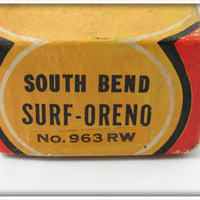 SOUTH BEND
SURF-ORENO
No. 963 RW